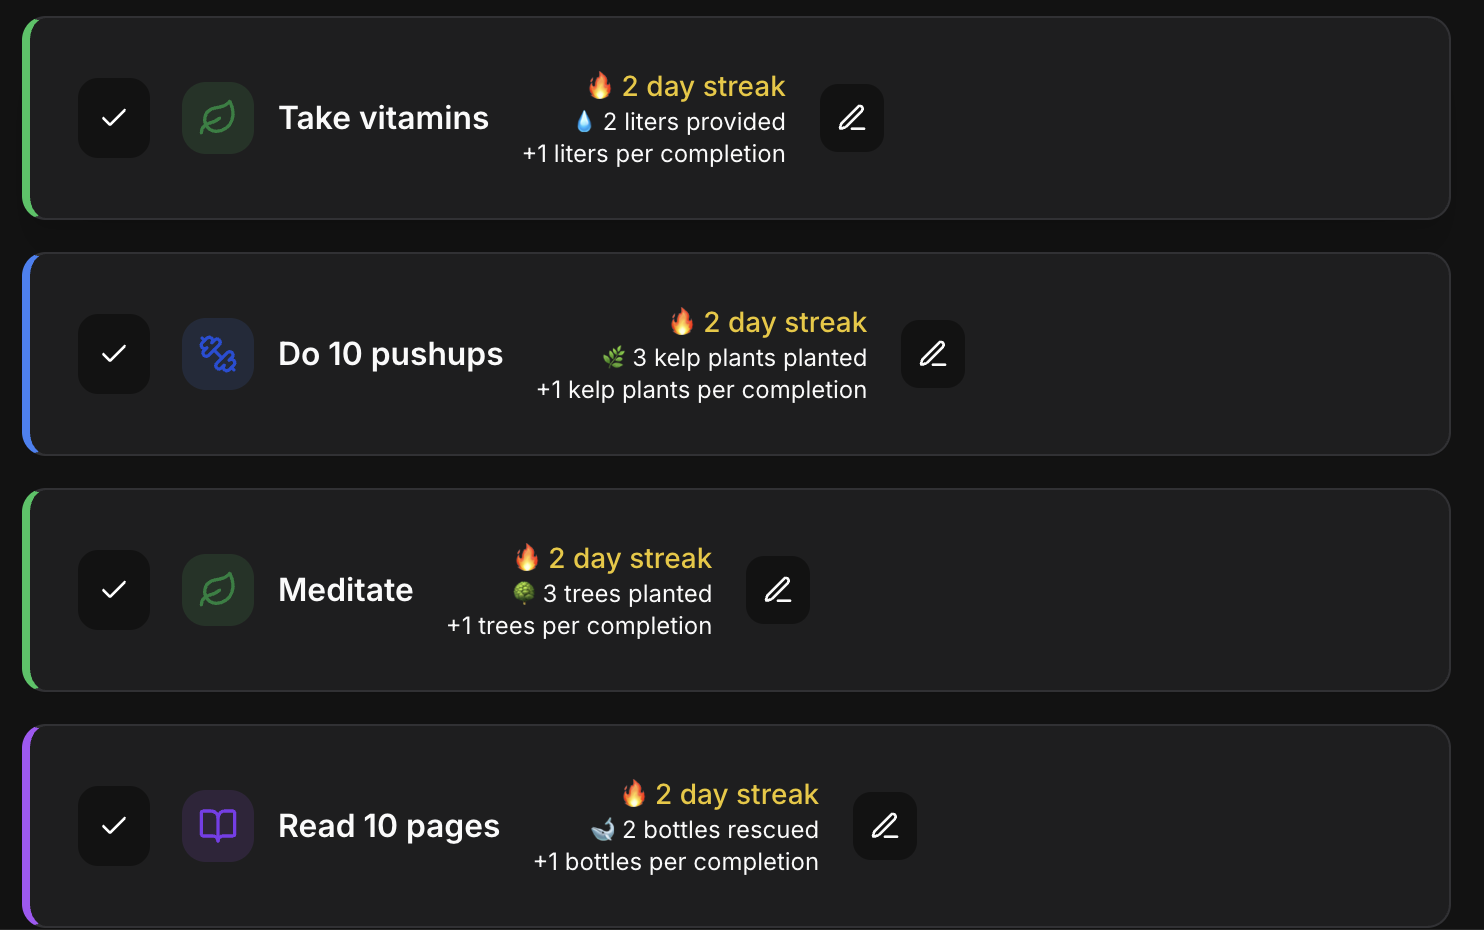 Take vitamins
🔥 2 day streak
💧 2 liters provided
+1 liters per completion
Do 10 pushups
🔥 2 day streak
🌿 3 kelp plants planted
+1 kelp plants per completion
Meditate
🔥 2 day streak
🌳 3 trees planted
+1 trees per completion
Read 10 pages
🔥 2 day streak
🐋 2 bottles rescued
+1 bottles per completion